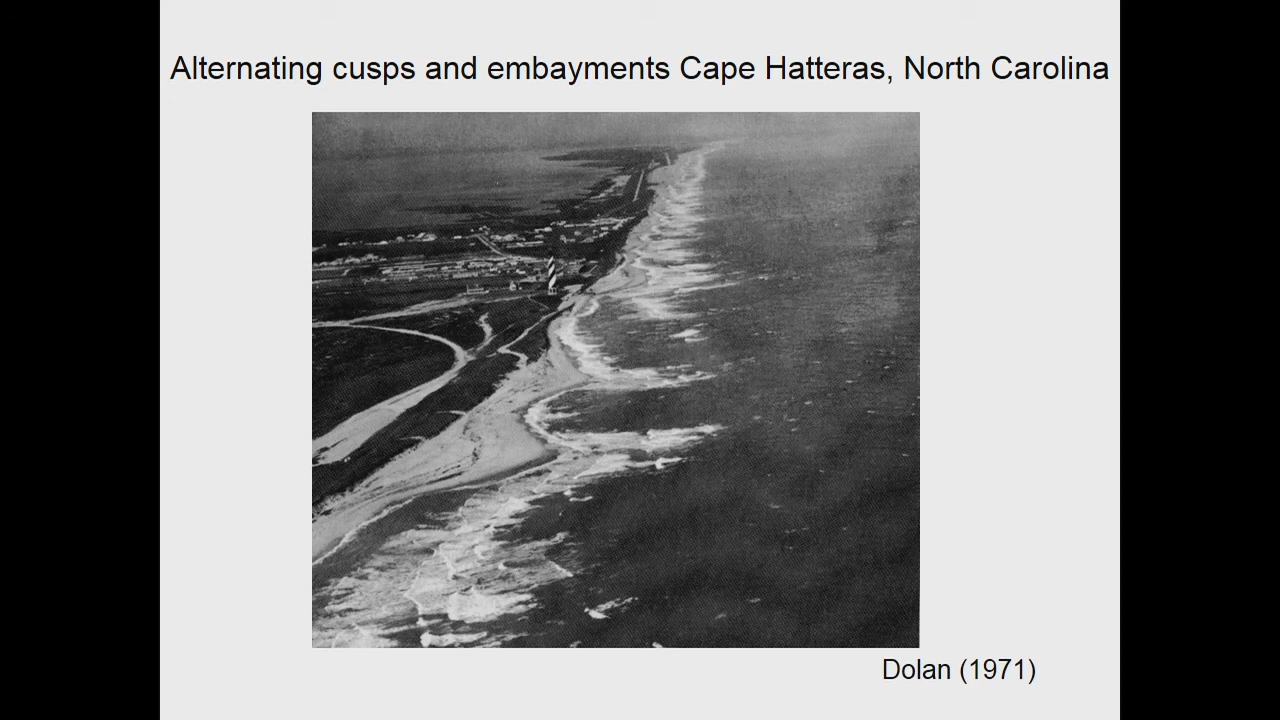 Alternating cusps and embayments Cape Hatteras, North Carolina
Dolan (1971)